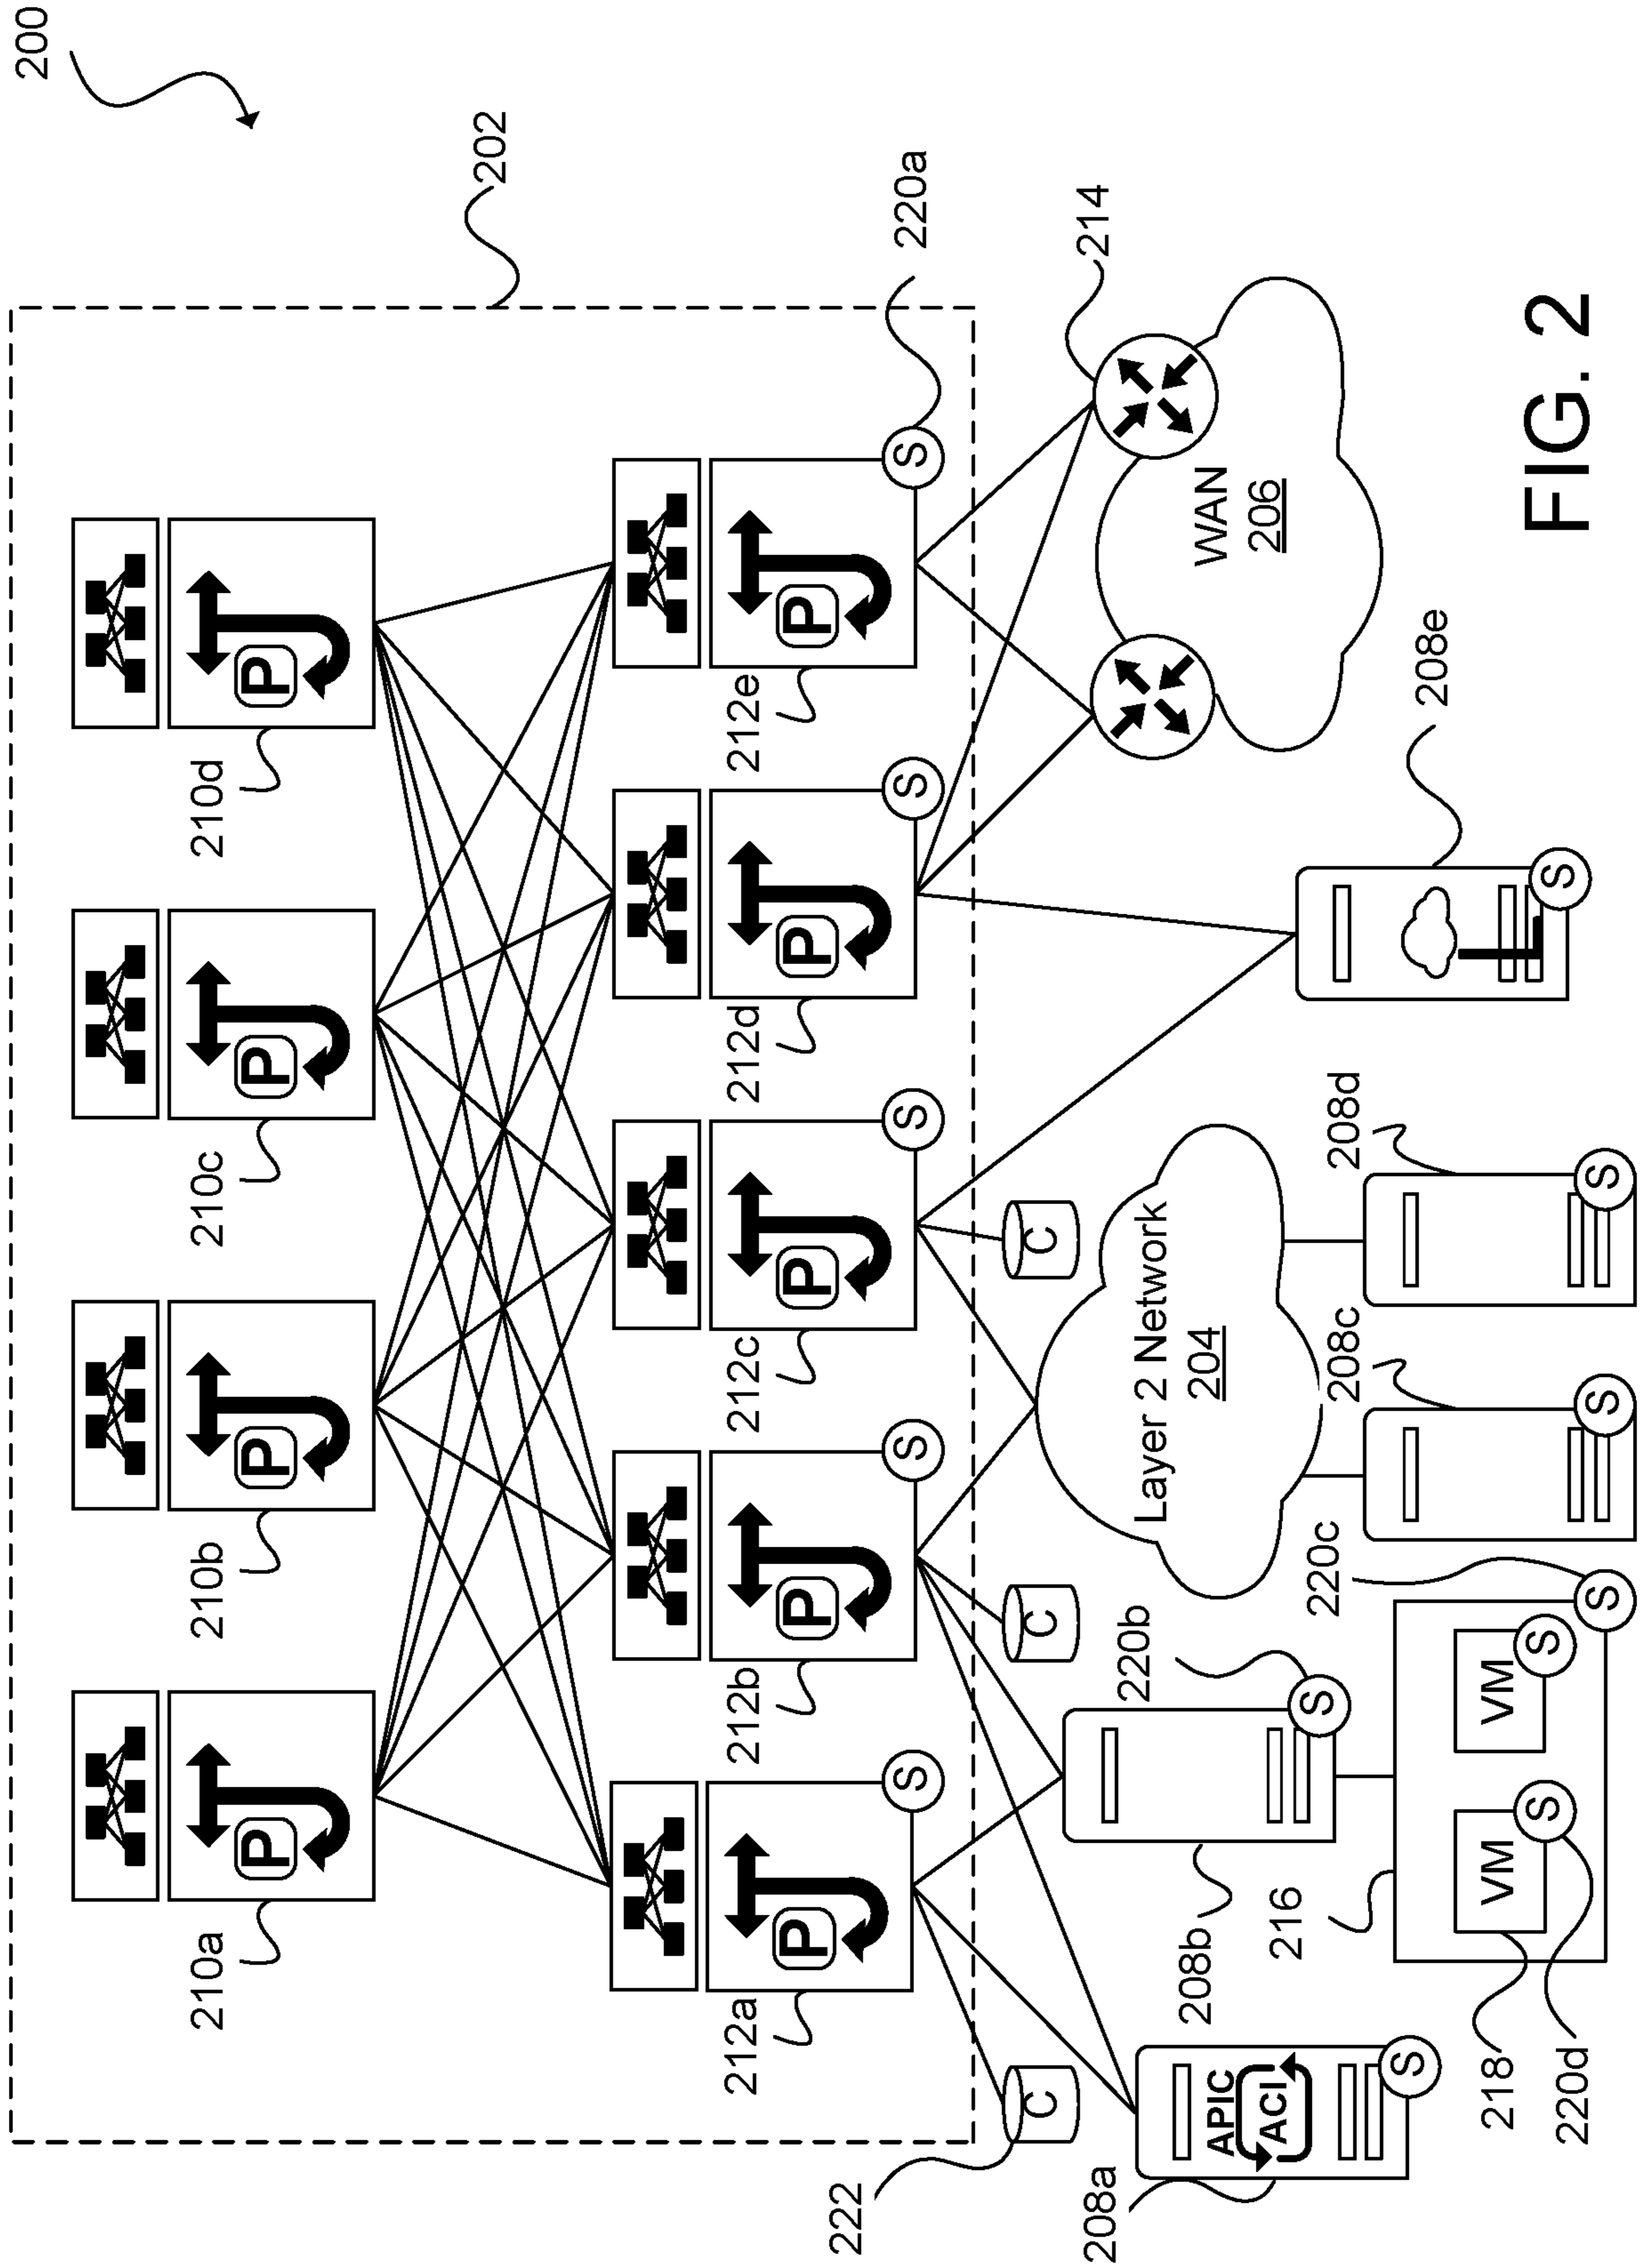 200
202
210a
210b
210c
210d
212a
212b
212c
212d
212e
P
P
P
P
P
P
P
P
P
S
S
S
S
S
220a
222
C
C
C
214
WAN
206
Layer 2 Network
204
208a
APIC
ACI
S
208b
220b
S
216
VM
S
VM
S
S
218
220d
220c
208c
S
208d
S
208e
S
FIG. 2